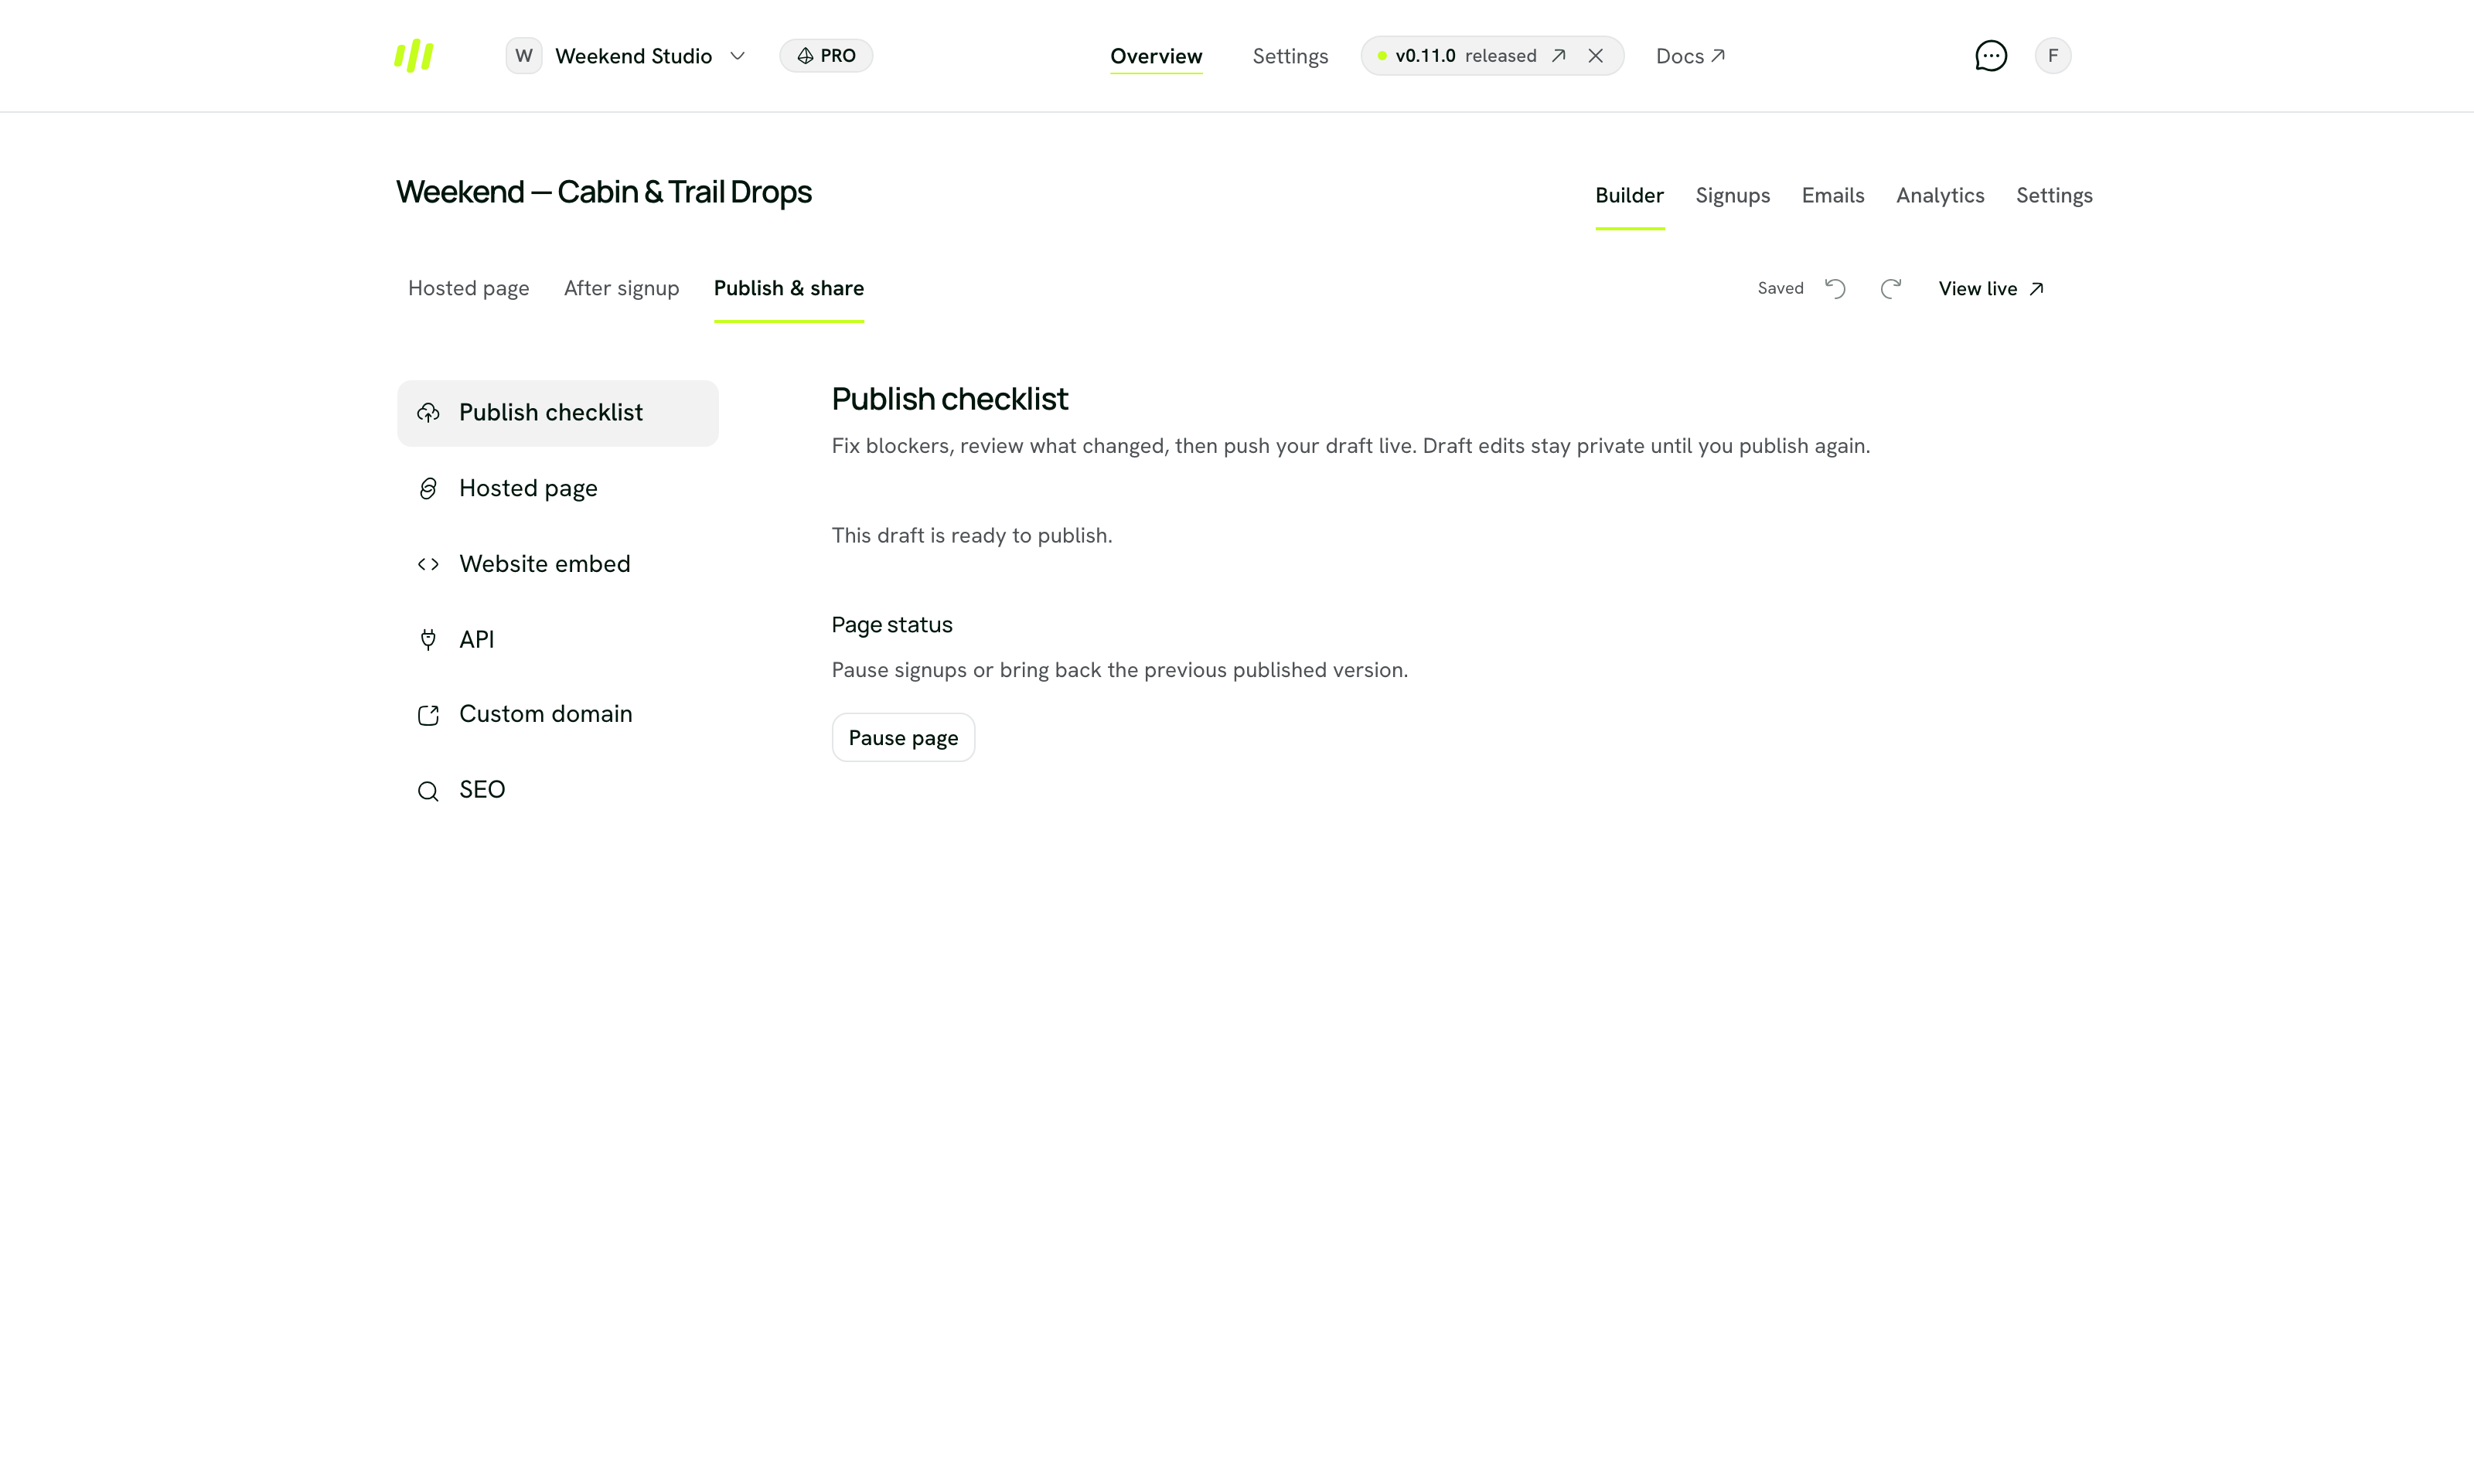 W Weekend Studio PRO Overview Settings v0.11.0 released Docs F
Weekend — Cabin & Trail Drops
Builder Signups Emails Analytics Settings
Hosted page After signup Publish & share Saved View live
Publish checklist
Hosted page
Website embed
API
Custom domain
SEO
Publish checklist
Fix blockers, review what changed, then push your draft live. Draft edits stay private until you publish again.
This draft is ready to publish.
Page status
Pause signups or bring back the previous published version.
Pause page